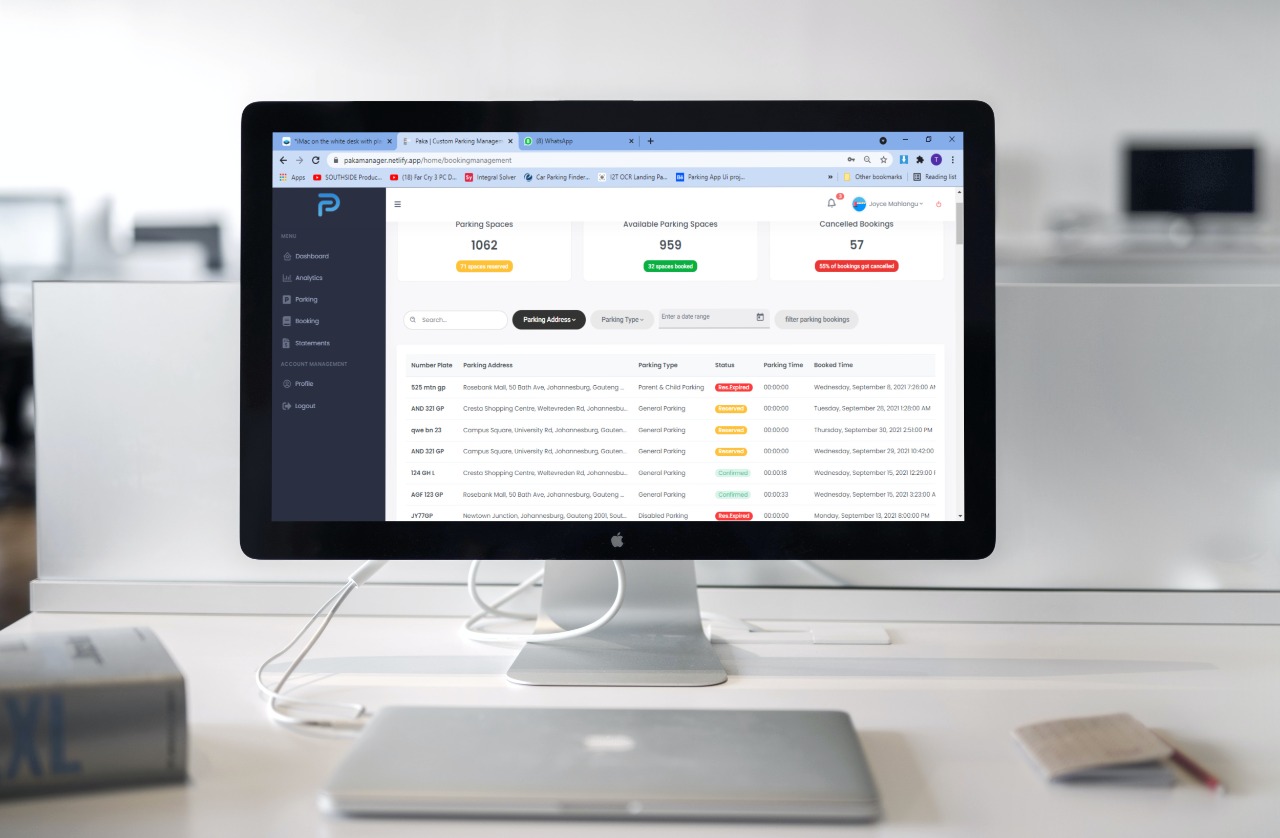 "iMac on the white desk with pix
Paka | Custom Parking Managem
(8) WhatsApp
pakamanager.netlify.app/home/bookingmanagement
T
Apps
SOUTHSIDE Produc...
(18) Far Cry 3 PC D...
Sy Integral Solver
Car Parking Finder...
I2T OCR Landing Pa...
Parking App Ui proj...
»
Other bookmarks
Reading list
Joyce Mahlangu
MENU
Dashboard
Analytics
Parking
Booking
Statements
ACCOUNT MANAGEMENT
Profile
Logout
Parking Spaces
1062
71 spaces reserved
Available Parking Spaces
959
32 spaces booked
Cancelled Bookings
57
55% of bookings got cancelled
Search...
Parking Address
Parking Type
Enter a date range
filter parking bookings
Number Plate Parking Address Parking Type Status Parking Time Booked Time
525 mtn gp Rosebank Mall, 50 Bath Ave, Johannesburg, Gauteng ... Parent & Child Parking Res.Expired 00:00:00 Wednesday, September 8, 2021 7:26:00 AM
AND 321 GP Cresta Shopping Centre, Weltevreden Rd, Johannesbu... General Parking Reserved 00:00:00 Tuesday, September 28, 2021 1:28:00 AM
qwe bn 23 Campus Square, University Rd, Johannesburg, Gauten... General Parking Reserved 00:00:00 Thursday, September 30, 2021 2:51:00 PM
AND 321 GP Campus Square, University Rd, Johannesburg, Gauten... General Parking Reserved 00:00:00 Wednesday, September 29, 2021 10:42:00
124 GH1 Cresta Shopping Centre, Weltevreden Rd, Johannesbu... General Parking Confirmed 00:00:18 Wednesday, September 15, 2021 12:29:00
AGF 123 GP Rosebank Mall, 50 Bath Ave, Johannesburg, Gauteng ... General Parking Confirmed 00:00:33 Wednesday, September 15, 2021 3:23:00 A
JY77GP Newtown Junction, Johannesburg, Gauteng 2001, Sout... Disabled Parking Res.Expired 00:00:00 Monday, September 13, 2021 8:00:00 PM
XL